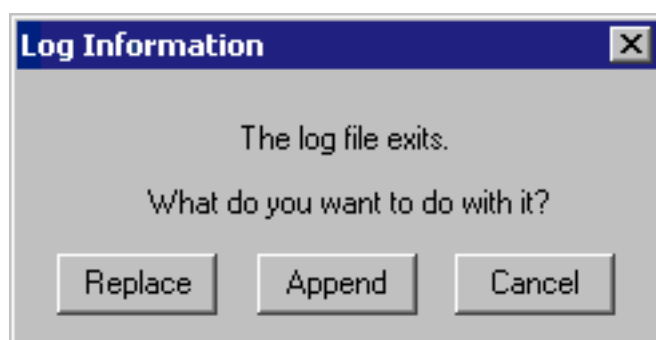 Log Information
The log file exits.
What do you want to do with it?
Replace Append Cancel